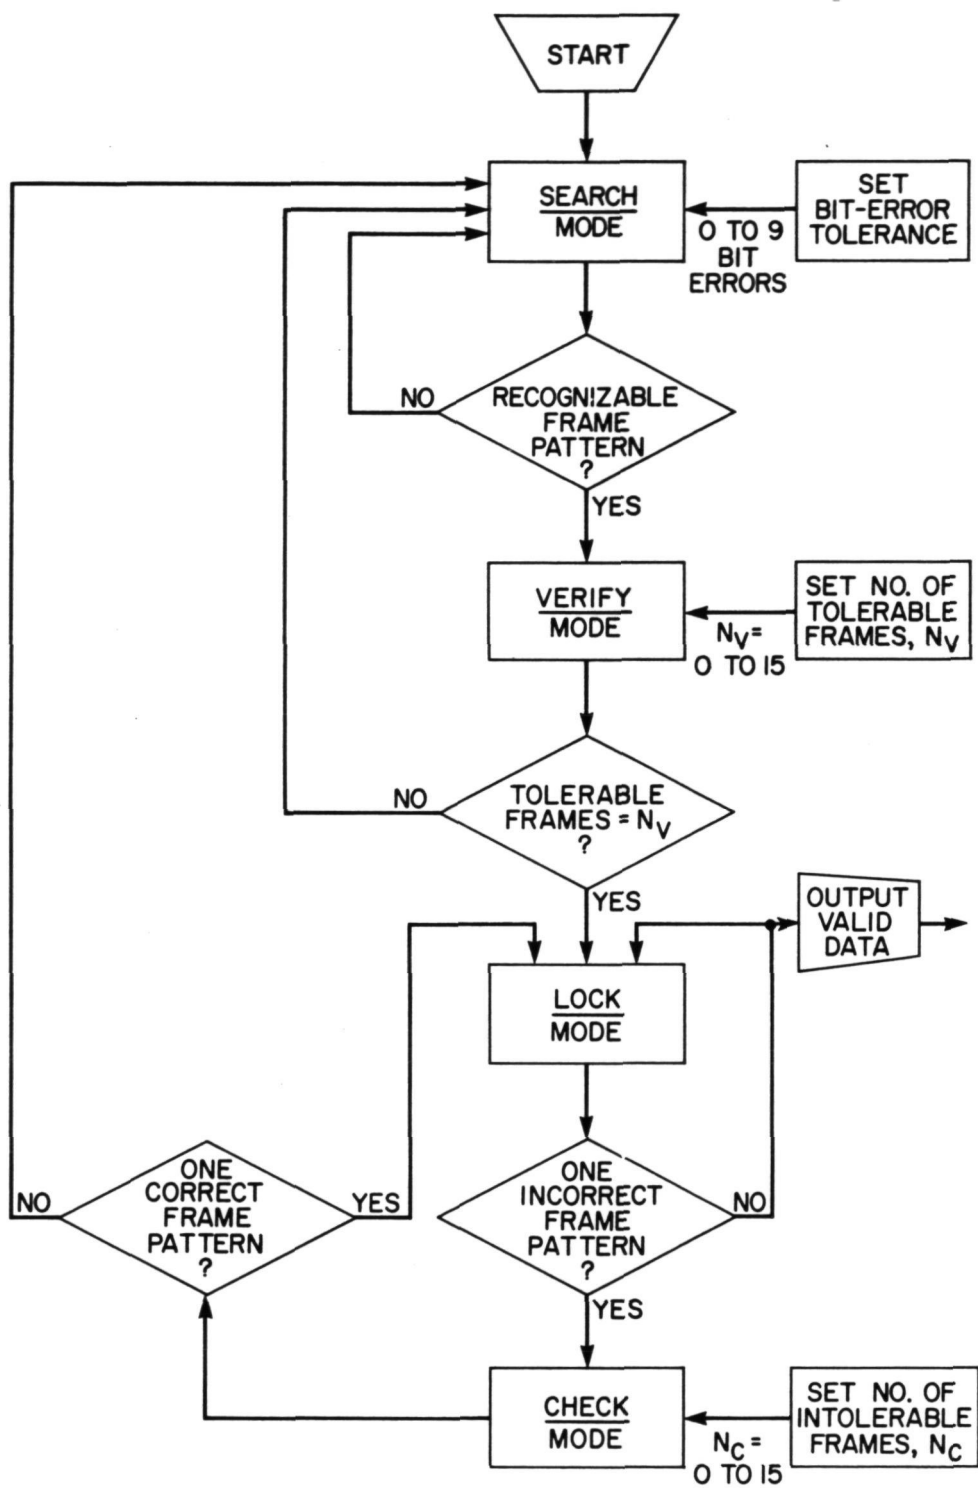 START
SEARCH
MODE
SET
BIT-ERROR
TOLERANCE
0 TO 9
BIT
ERRORS
NO
RECOGNIZABLE
FRAME
PATTERN
?
YES
VERIFY
MODE
SET NO. OF
TOLERABLE
FRAMES, NV
NV =
0 TO 15
NO
TOLERABLE
FRAMES = NV
?
YES
OUTPUT
VALID
DATA
LOCK
MODE
NO
ONE
CORRECT
FRAME
PATTERN
?
YES
ONE
INCORRECT
FRAME
PATTERN
?
NO
YES
CHECK
MODE
SET NO. OF
INTOLERABLE
FRAMES, NC
NC =
0 TO 15